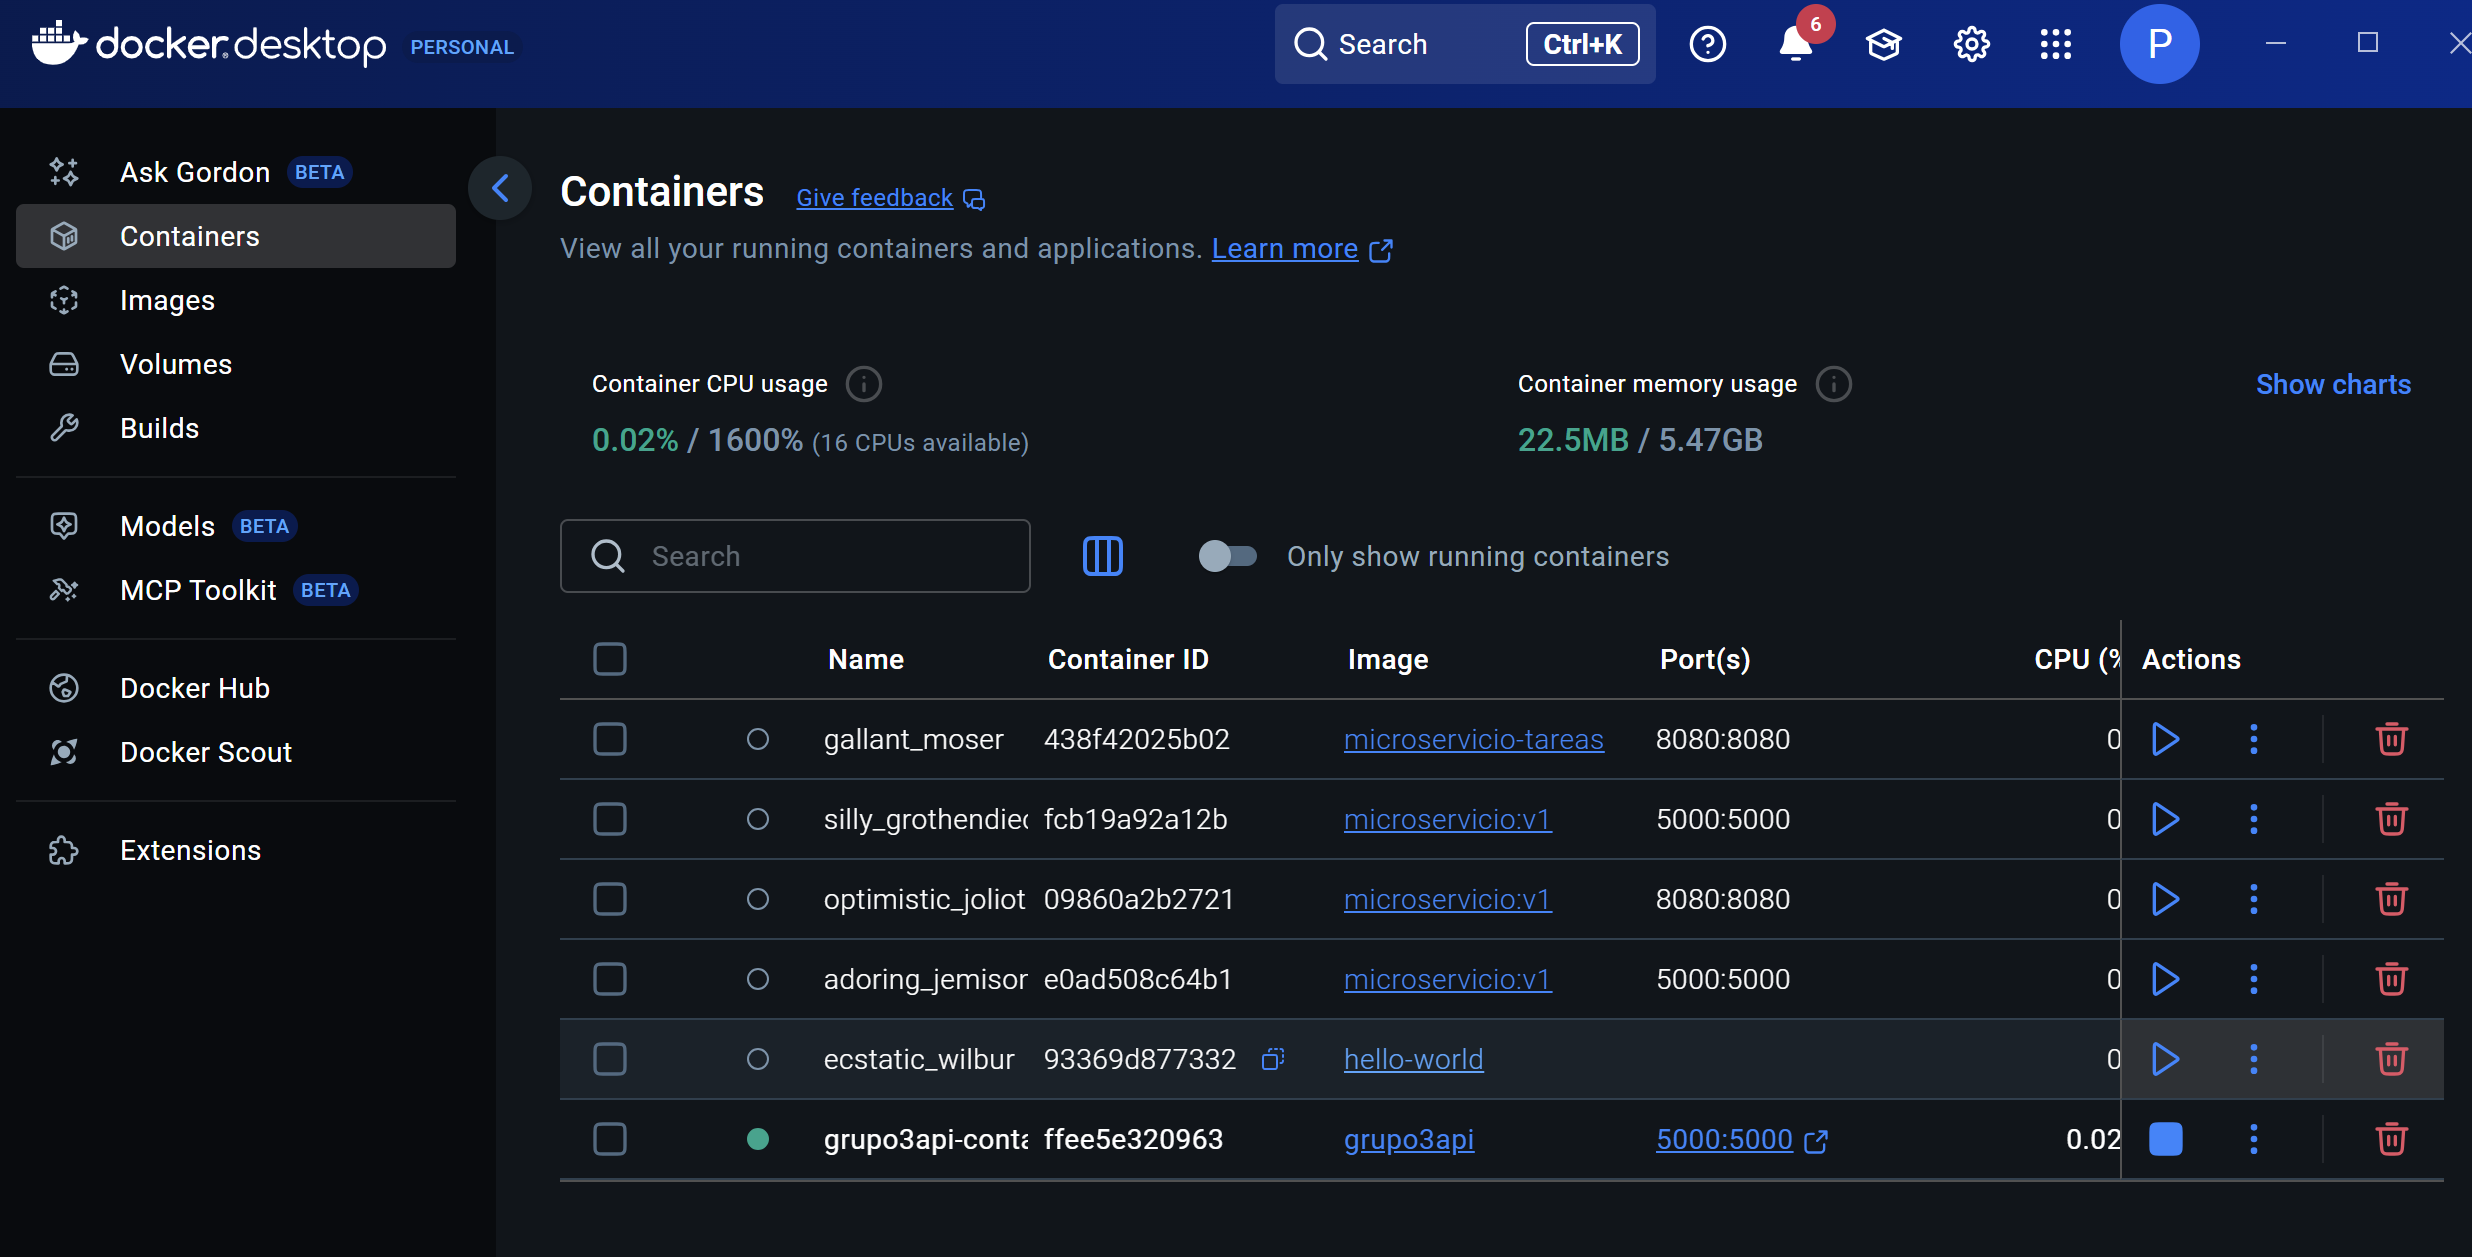 docker desktop PERSONAL
Search Ctrl+K
6
P
Ask Gordon BETA
Containers
Images
Volumes
Builds
Models BETA
MCP Toolkit BETA
Docker Hub
Docker Scout
Extensions
Containers Give feedback
View all your running containers and applications. Learn more
Container CPU usage
0.02% / 1600% (16 CPUs available)
Container memory usage
22.5MB / 5.47GB
Show charts
Search
Only show running containers
Name Container ID Image Port(s) CPU (% Actions
gallant_moser 438f42025b02 microservicio-tareas 8080:8080 0
silly_grothendiec fcb19a92a12b microservicio:v1 5000:5000 0
optimistic_joliot 09860a2b2721 microservicio:v1 8080:8080 0
adoring_jemisor e0ad508c64b1 microservicio:v1 5000:5000 0
ecstatic_wilbur 93369d877332 hello-world 0
grupo3api-conta ffee5e320963 grupo3api 5000:5000 0.02